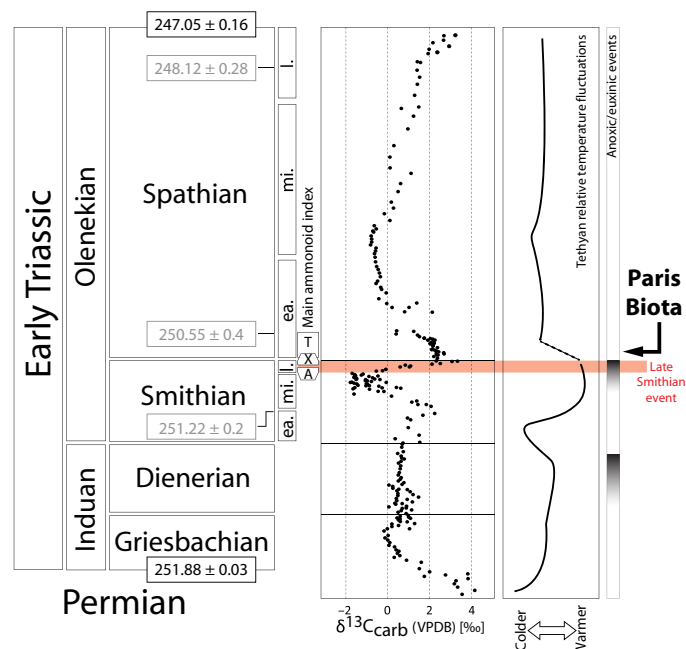 247.05 ± 0.16
248.12 ± 0.28
l.
Early Triassic
Olenekian
Spathian
mi.
Main ammonoid index
ea.
250.55 ± 0.4
T
X
A
Smithian
l.
mi.
251.22 ± 0.2
ea.
Induan
Dienerian
Griesbachian
251.88 ± 0.03
Permian
Tethyan relative temperature fluctuations
Anoxic/euxinic events
Paris
Biota
Late
Smithian
event
−2 0 2 4
δ13Ccarb (VPDB) [‰]
Colder
Warmer